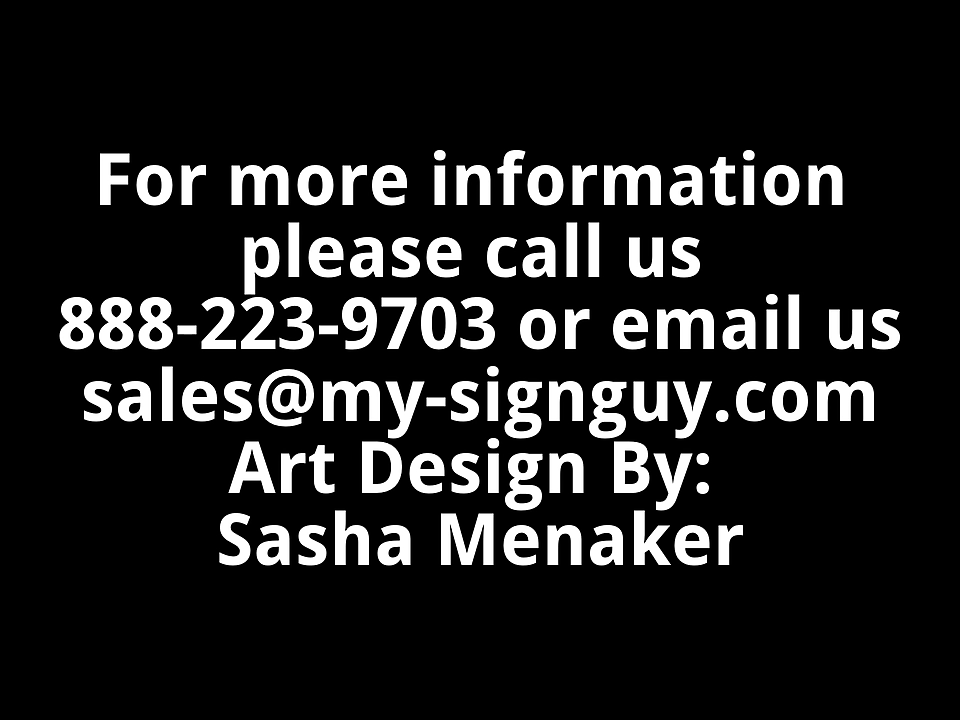 For more information
please call us
888-223-9703 or email us
sales@my-signguy.com
Art Design By:
Sasha Menaker